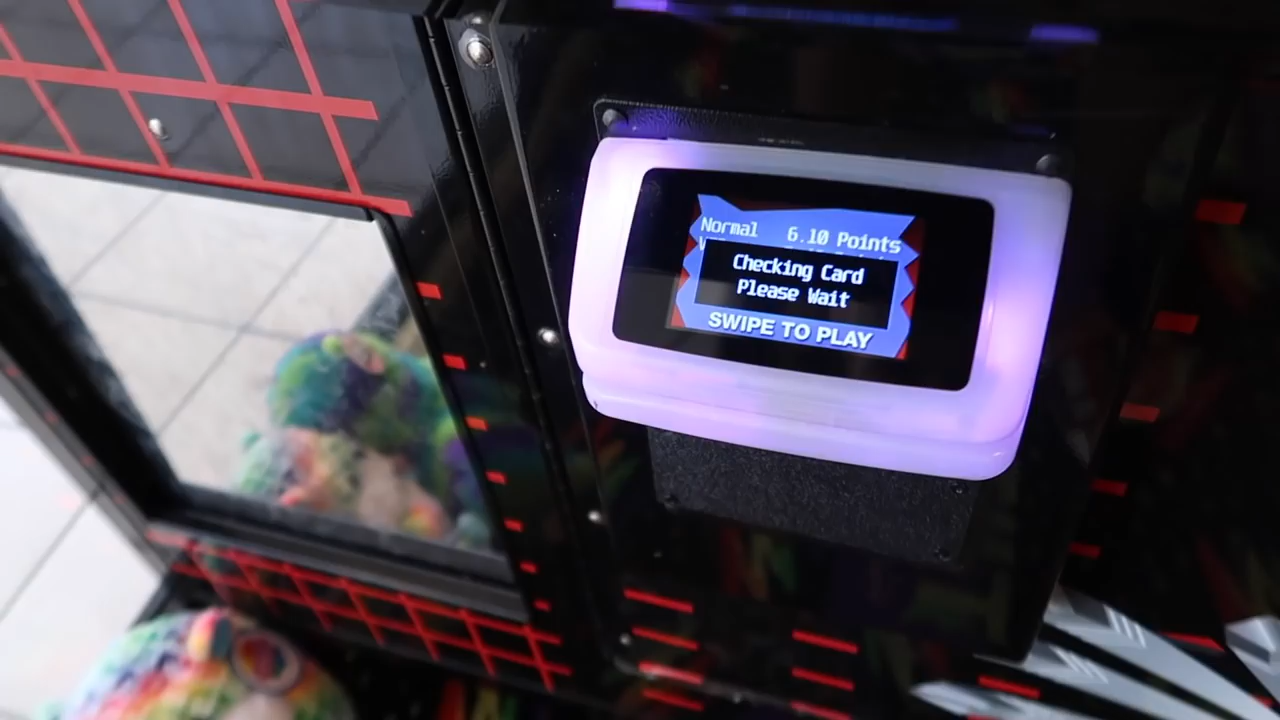 Normal 6.10 Points
Checking Card
Please Wait
SWIPE TO PLAY